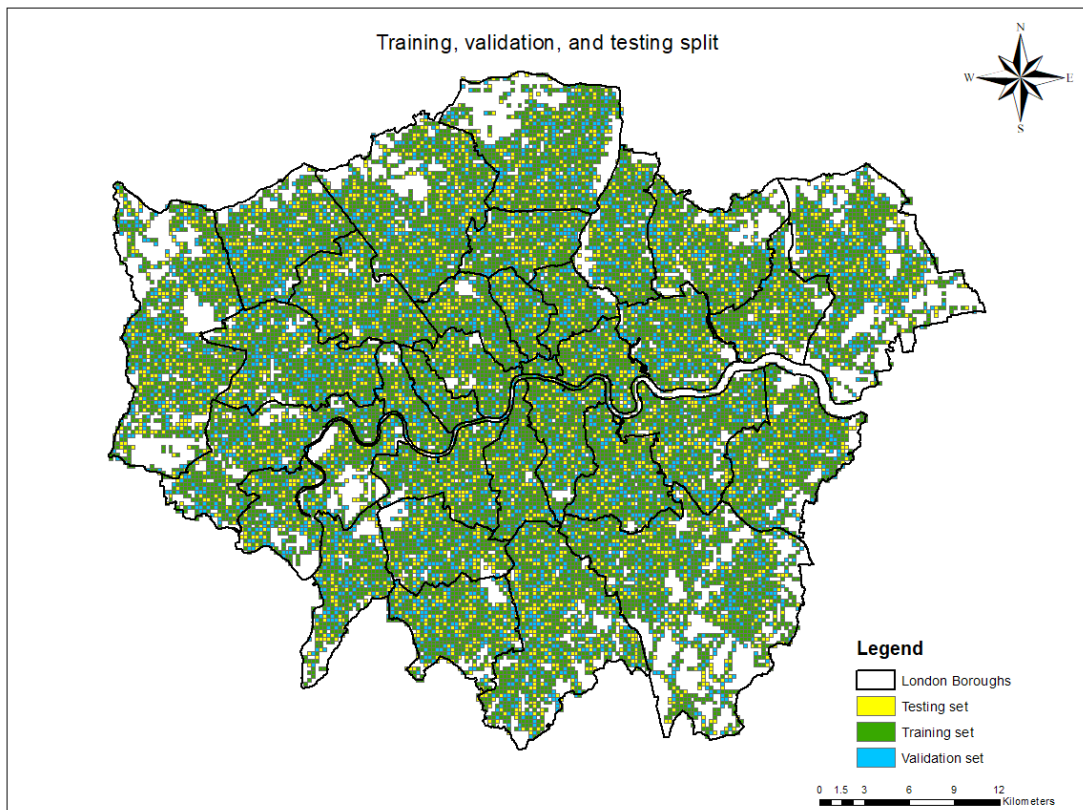 Training, validation, and testing split
N
W
E
S
Legend
London Boroughs
Testing set
Training set
Validation set
0 1.5 3 6 9 12
Kilometers